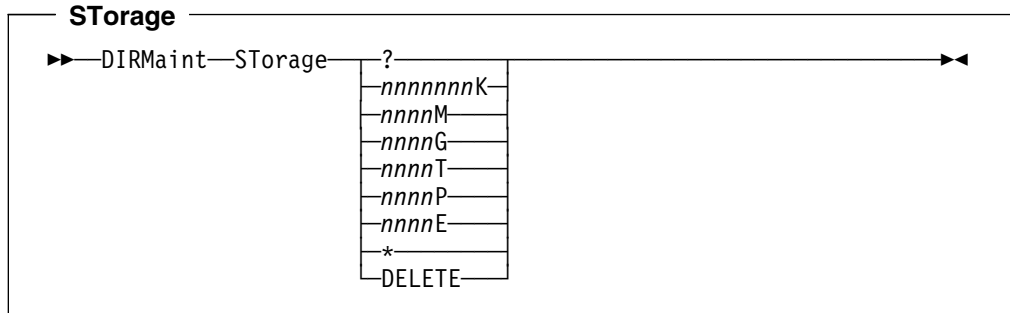 STorage
►►──DIRMaint──STorage──?──►◄
nnnnnnnK
nnnnM
nnnnG
nnnnT
nnnnP
nnnnE
*
DELETE